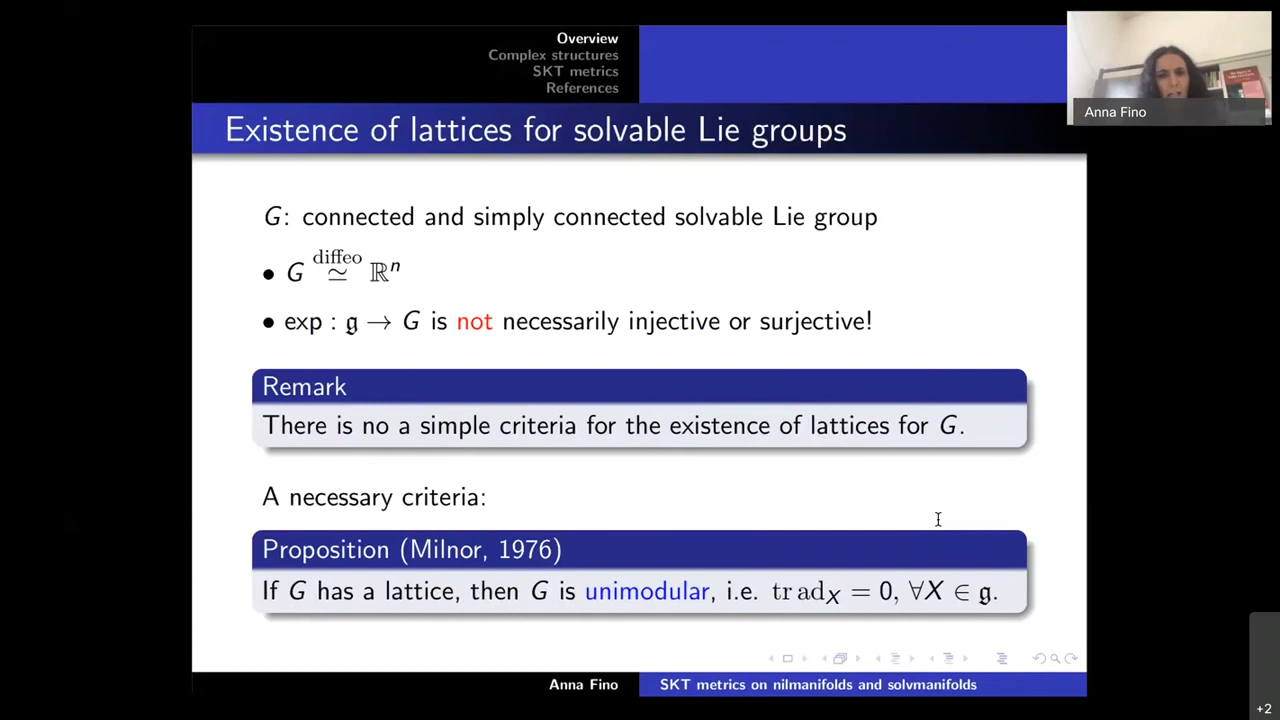 Overview
Complex structures
SKT metrics
References
Existence of lattices for solvable Lie groups
G: connected and simply connected solvable Lie group
• G diffeo ≃ ℝⁿ
• exp : 𝔤 → G is not necessarily injective or surjective!
Remark
There is no a simple criteria for the existence of lattices for G.
A necessary criteria:
Proposition (Milnor, 1976)
If G has a lattice, then G is unimodular, i.e. tr ad_X = 0, ∀X ∈ 𝔤.
Anna Fino
SKT metrics on nilmanifolds and solvmanifolds
Anna Fino
+2